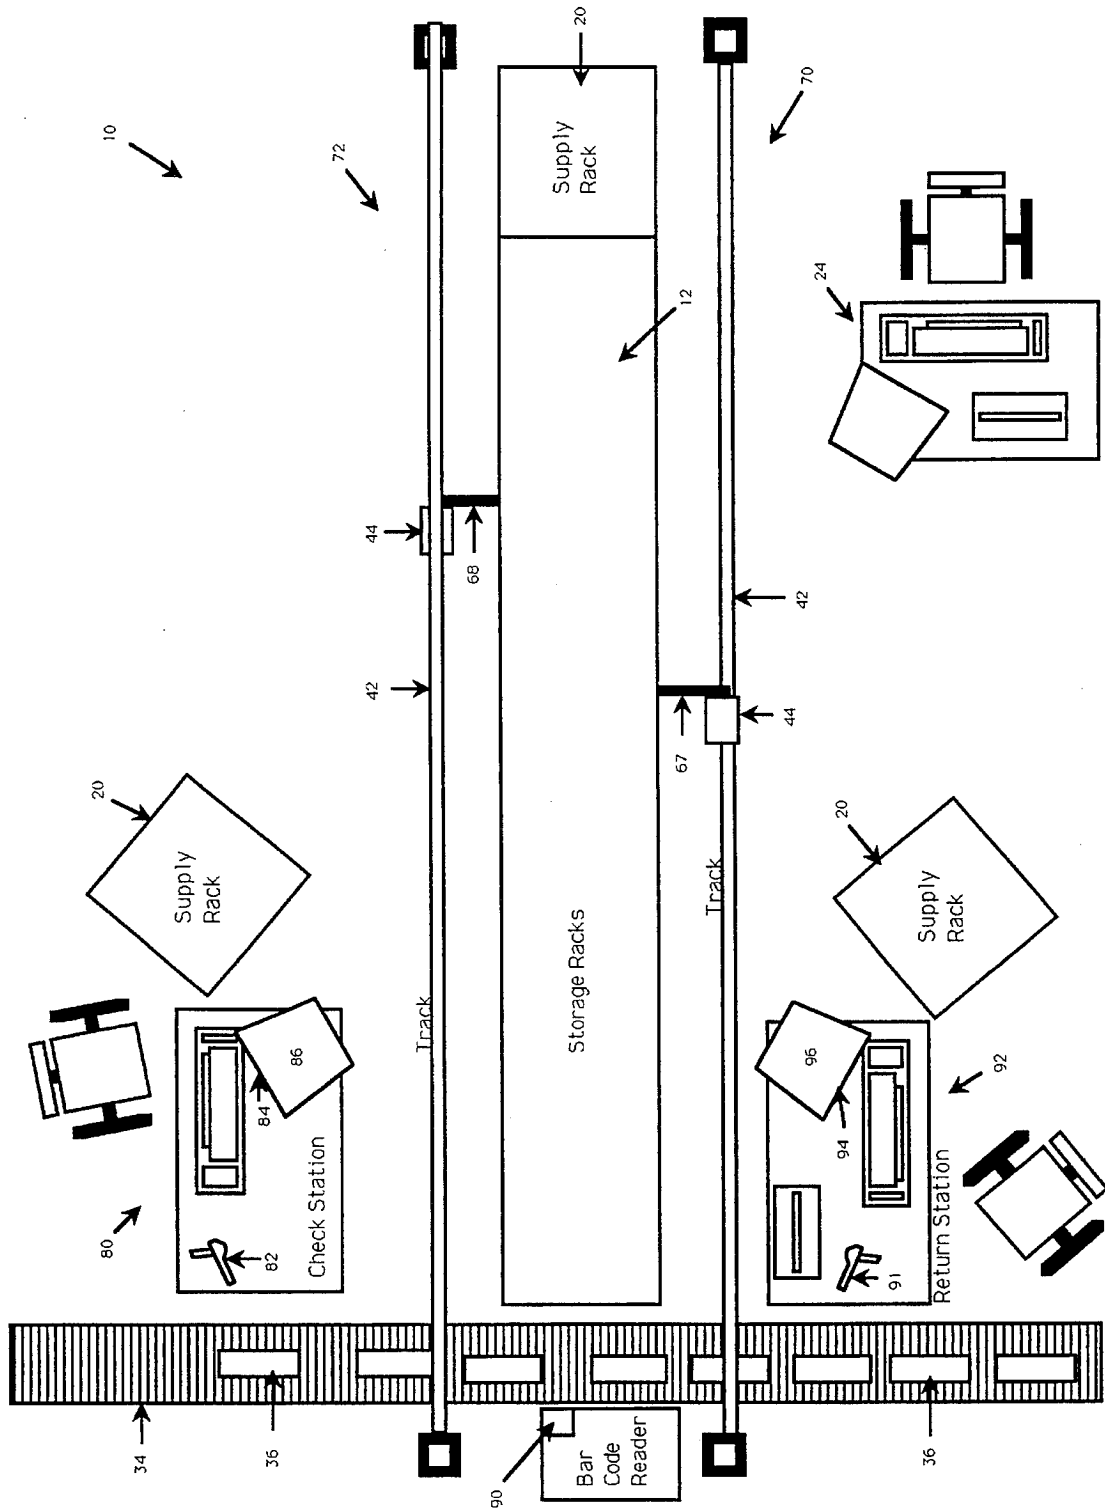 80
20
10
34
Supply
Rack
36
82
84
86
Check Station
72
42
44
Track
68
90
20
Supply
Rack
Storage Racks
Bar
Code
Reader
67
12
Track
44
42
70
96
24
94
20
91
Supply
Rack
36
Return Station
92